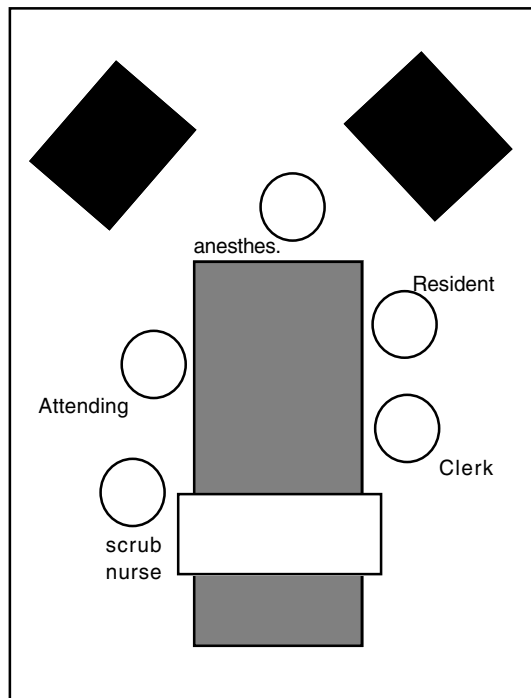 anesthes.
Resident
Attending
Clerk
scrub
nurse